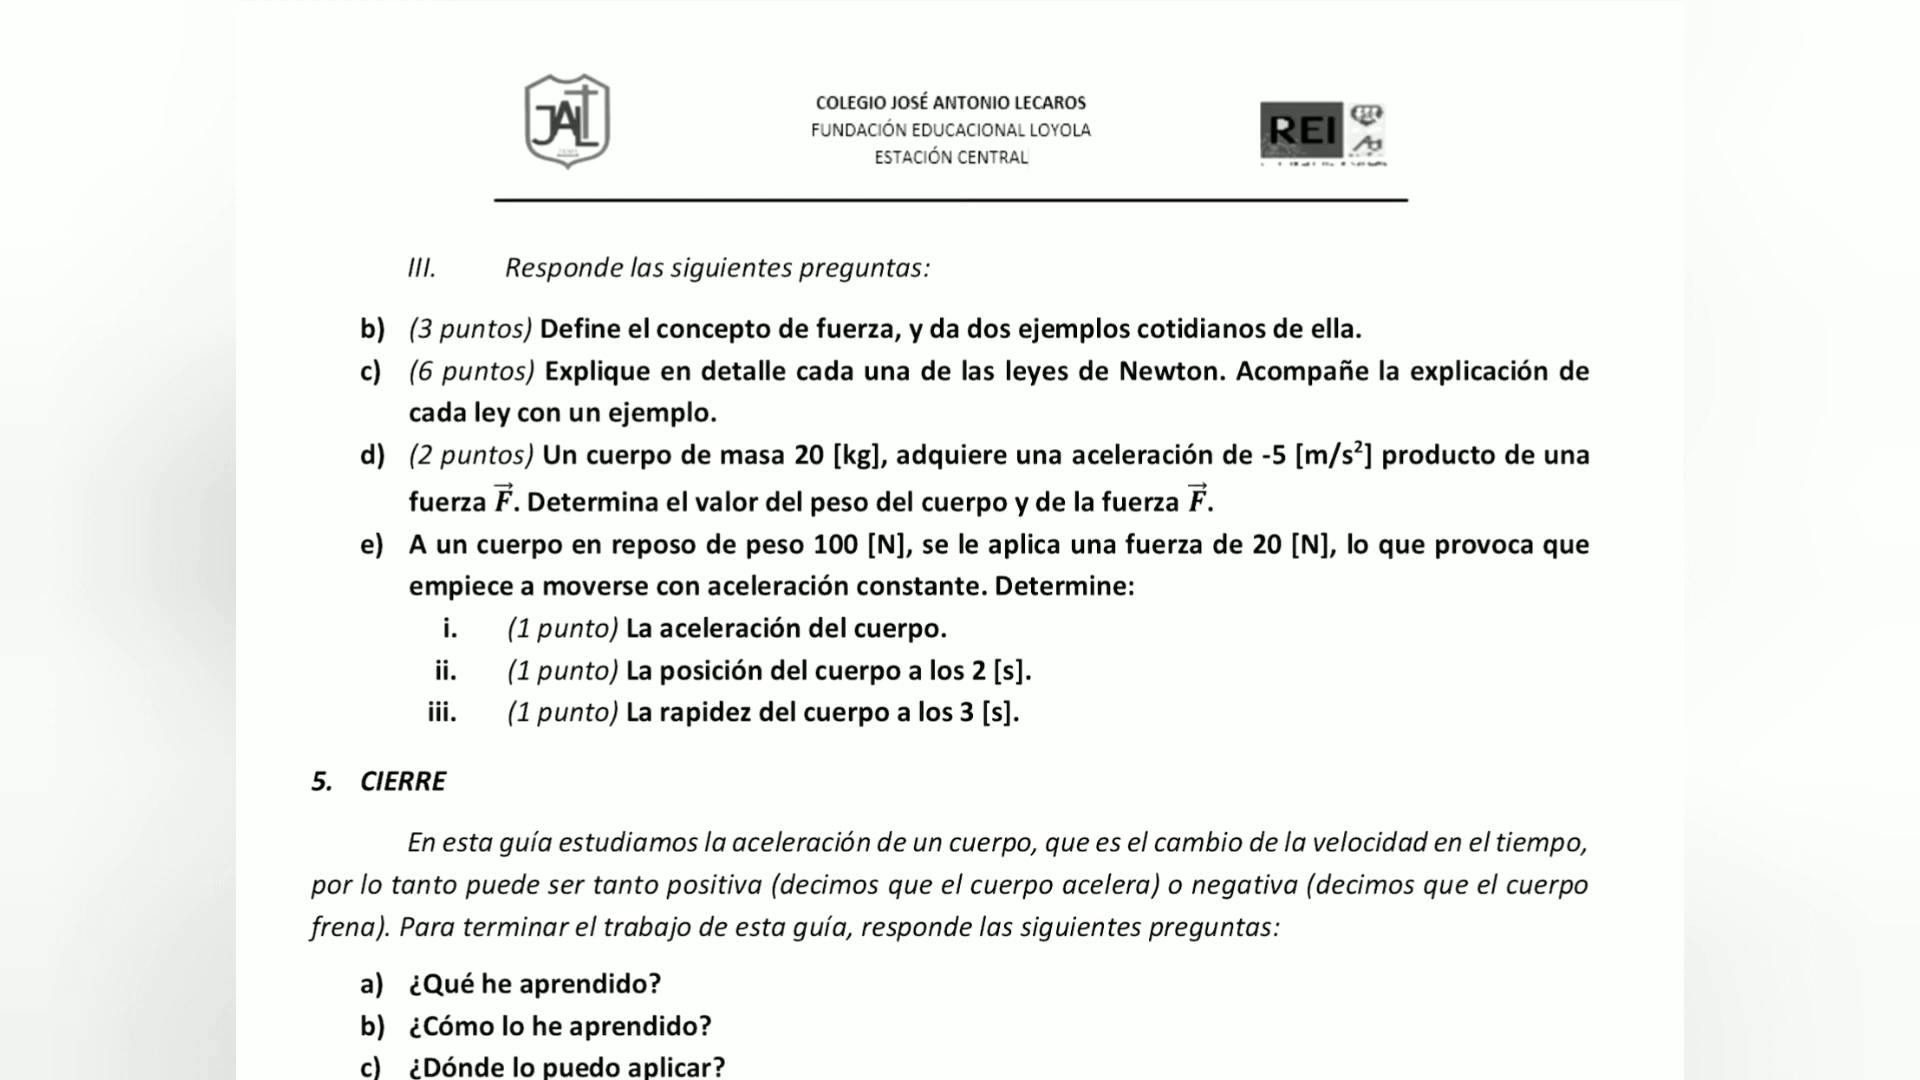 JAL
COLEGIO JOSÉ ANTONIO LECAROS
FUNDACIÓN EDUCACIONAL LOYOLA
ESTACIÓN CENTRAL
REI
III. Responde las siguientes preguntas:
b) (3 puntos) Define el concepto de fuerza, y da dos ejemplos cotidianos de ella.
c) (6 puntos) Explique en detalle cada una de las leyes de Newton. Acompañe la explicación de
cada ley con un ejemplo.
d) (2 puntos) Un cuerpo de masa 20 [kg], adquiere una aceleración de -5 [m/s²] producto de una
fuerza F⃗. Determina el valor del peso del cuerpo y de la fuerza F⃗.
e) A un cuerpo en reposo de peso 100 [N], se le aplica una fuerza de 20 [N], lo que provoca que
empiece a moverse con aceleración constante. Determine:
i. (1 punto) La aceleración del cuerpo.
ii. (1 punto) La posición del cuerpo a los 2 [s].
iii. (1 punto) La rapidez del cuerpo a los 3 [s].
5. CIERRE
En esta guía estudiamos la aceleración de un cuerpo, que es el cambio de la velocidad en el tiempo,
por lo tanto puede ser tanto positiva (decimos que el cuerpo acelera) o negativa (decimos que el cuerpo
frena). Para terminar el trabajo de esta guía, responde las siguientes preguntas:
a) ¿Qué he aprendido?
b) ¿Cómo lo he aprendido?
c) ¿Dónde lo puedo aplicar?